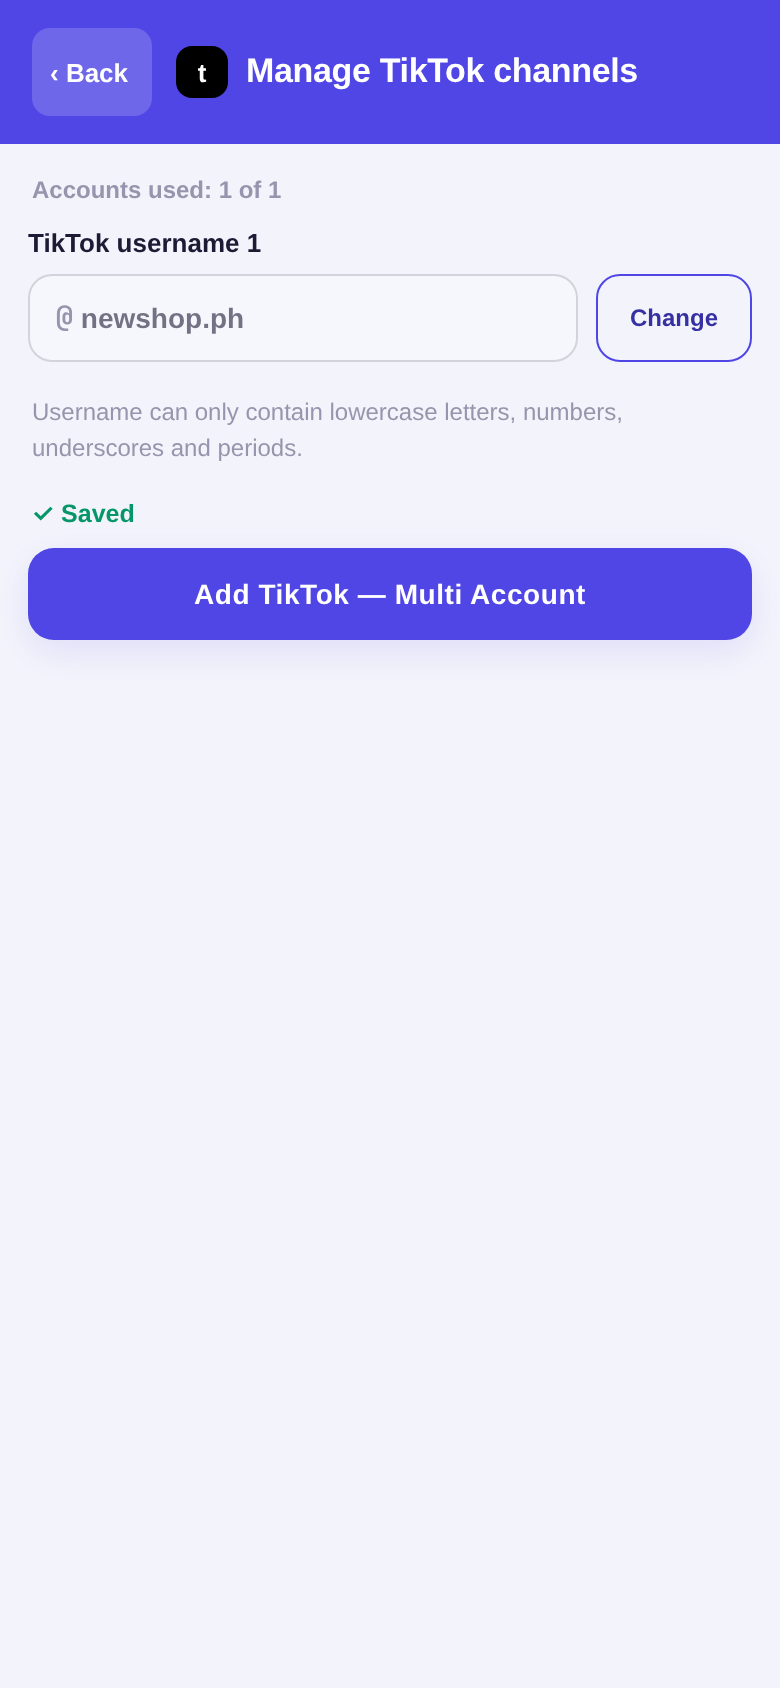 ‹ Back
t
Manage TikTok channels
Accounts used: 1 of 1
TikTok username 1
@ newshop.ph
Change
Username can only contain lowercase letters, numbers,
underscores and periods.
✓ Saved
Add TikTok — Multi Account